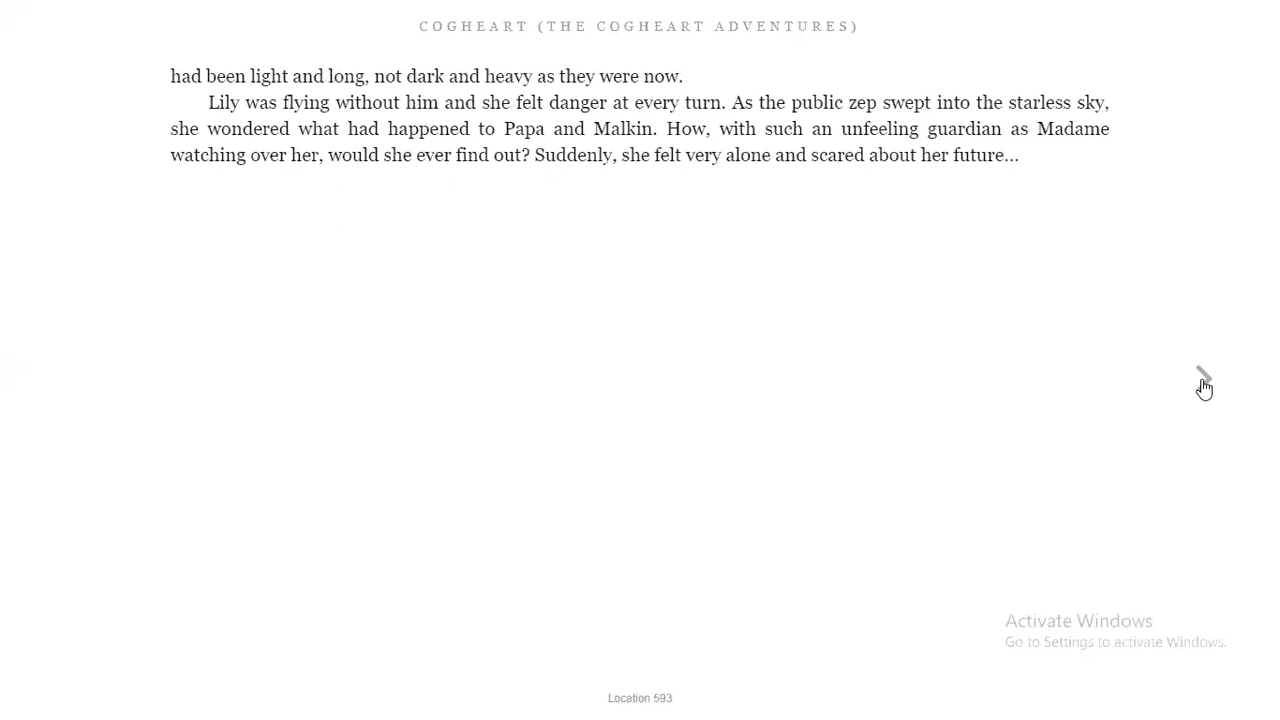 COGHEART (THE COGHEART ADVENTURES)
had been light and long, not dark and heavy as they were now.
Lily was flying without him and she felt danger at every turn. As the public zep swept into the starless sky,
she wondered what had happened to Papa and Malkin. How, with such an unfeeling guardian as Madame
watching over her, would she ever find out? Suddenly, she felt very alone and scared about her future...
Activate Windows
Go to Settings to activate Windows.
Location 593